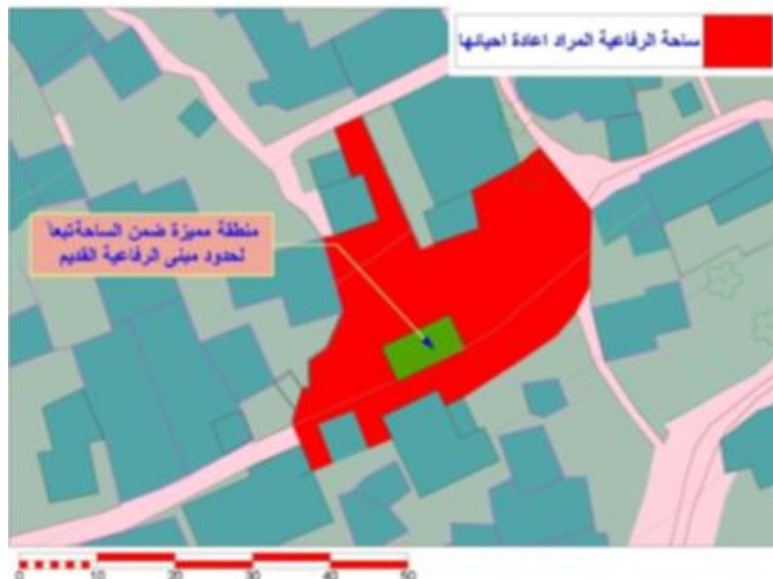 ساحة الرفاعية المراد اعادة احيائها
منطقة مميزة ضمن الساحة تبعاً
لحدود مبنى الرفاعية القديم
0 10 20 30 40 50